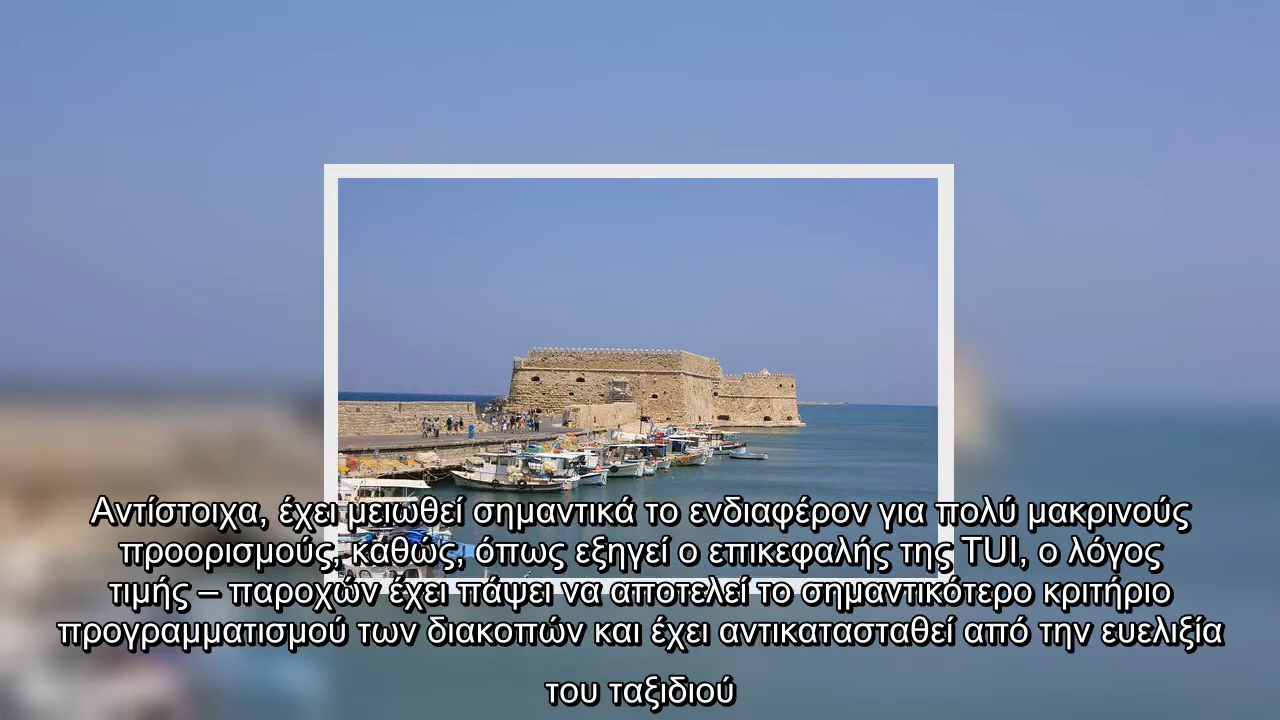 Αντίστοιχα, έχει μειωθεί σημαντικά το ενδιαφέρον για πολύ μακρινούς
προορισμούς, καθώς, όπως εξηγεί ο επικεφαλής της TUI, ο λόγος
τιμής – παροχών έχει πάψει να αποτελεί το σημαντικότερο κριτήριο
προγραμματισμού των διακοπών και έχει αντικατασταθεί από την ευελιξία
του ταξιδιού